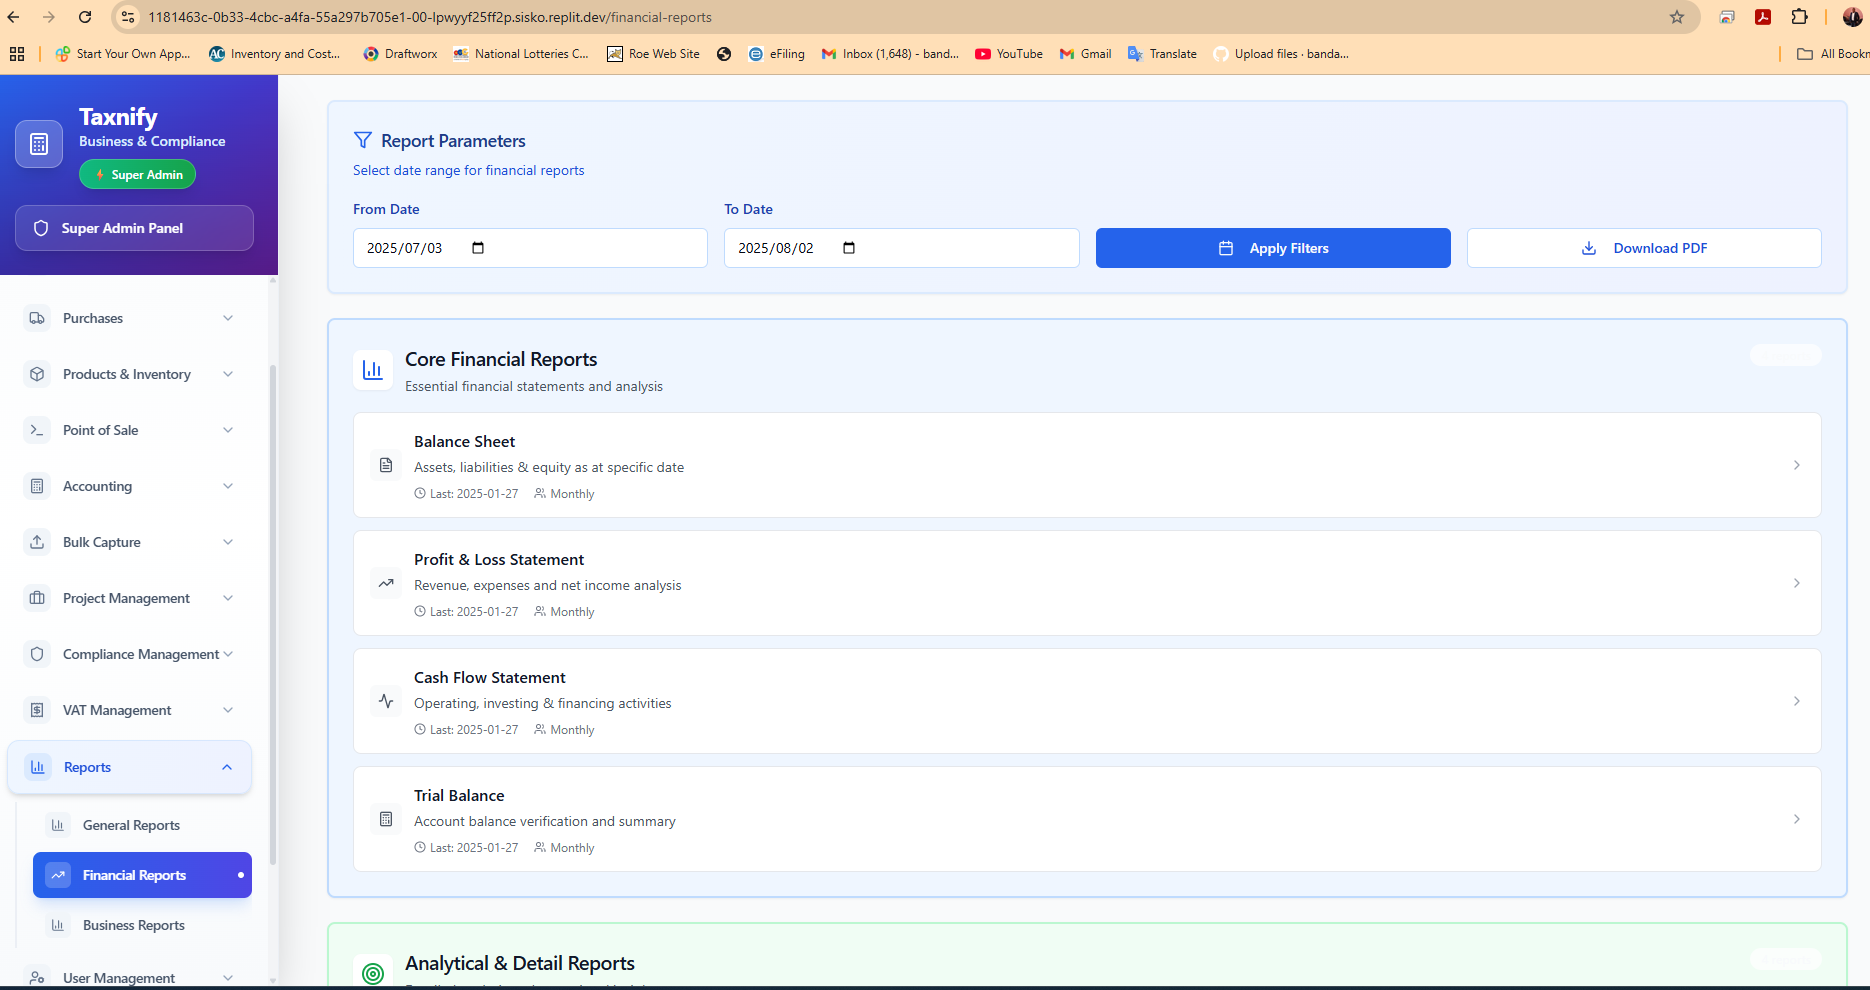 1181463c-0b33-4cbc-a4fa-55a297b705e1-00-lpwyyf25ff2p.sisko.replit.dev/financial-reports
Start Your Own App...
Inventory and Cost...
Draftworx
National Lotteries C...
Roe Web Site
eFiling
Inbox (1,648) - band...
YouTube
Gmail
Translate
Upload files · banda...
All Bookm
Taxnify
Business & Compliance
Super Admin
Super Admin Panel
Purchases
Products & Inventory
Point of Sale
Accounting
Bulk Capture
Project Management
Compliance Management
VAT Management
Reports
General Reports
Financial Reports
Business Reports
User Management
Report Parameters
Select date range for financial reports
From Date
2025/07/03
To Date
2025/08/02
Apply Filters
Download PDF
Core Financial Reports
Essential financial statements and analysis
Balance Sheet
Assets, liabilities & equity as at specific date
Last: 2025-01-27 Monthly
Profit & Loss Statement
Revenue, expenses and net income analysis
Last: 2025-01-27 Monthly
Cash Flow Statement
Operating, investing & financing activities
Last: 2025-01-27 Monthly
Trial Balance
Account balance verification and summary
Last: 2025-01-27 Monthly
Analytical & Detail Reports